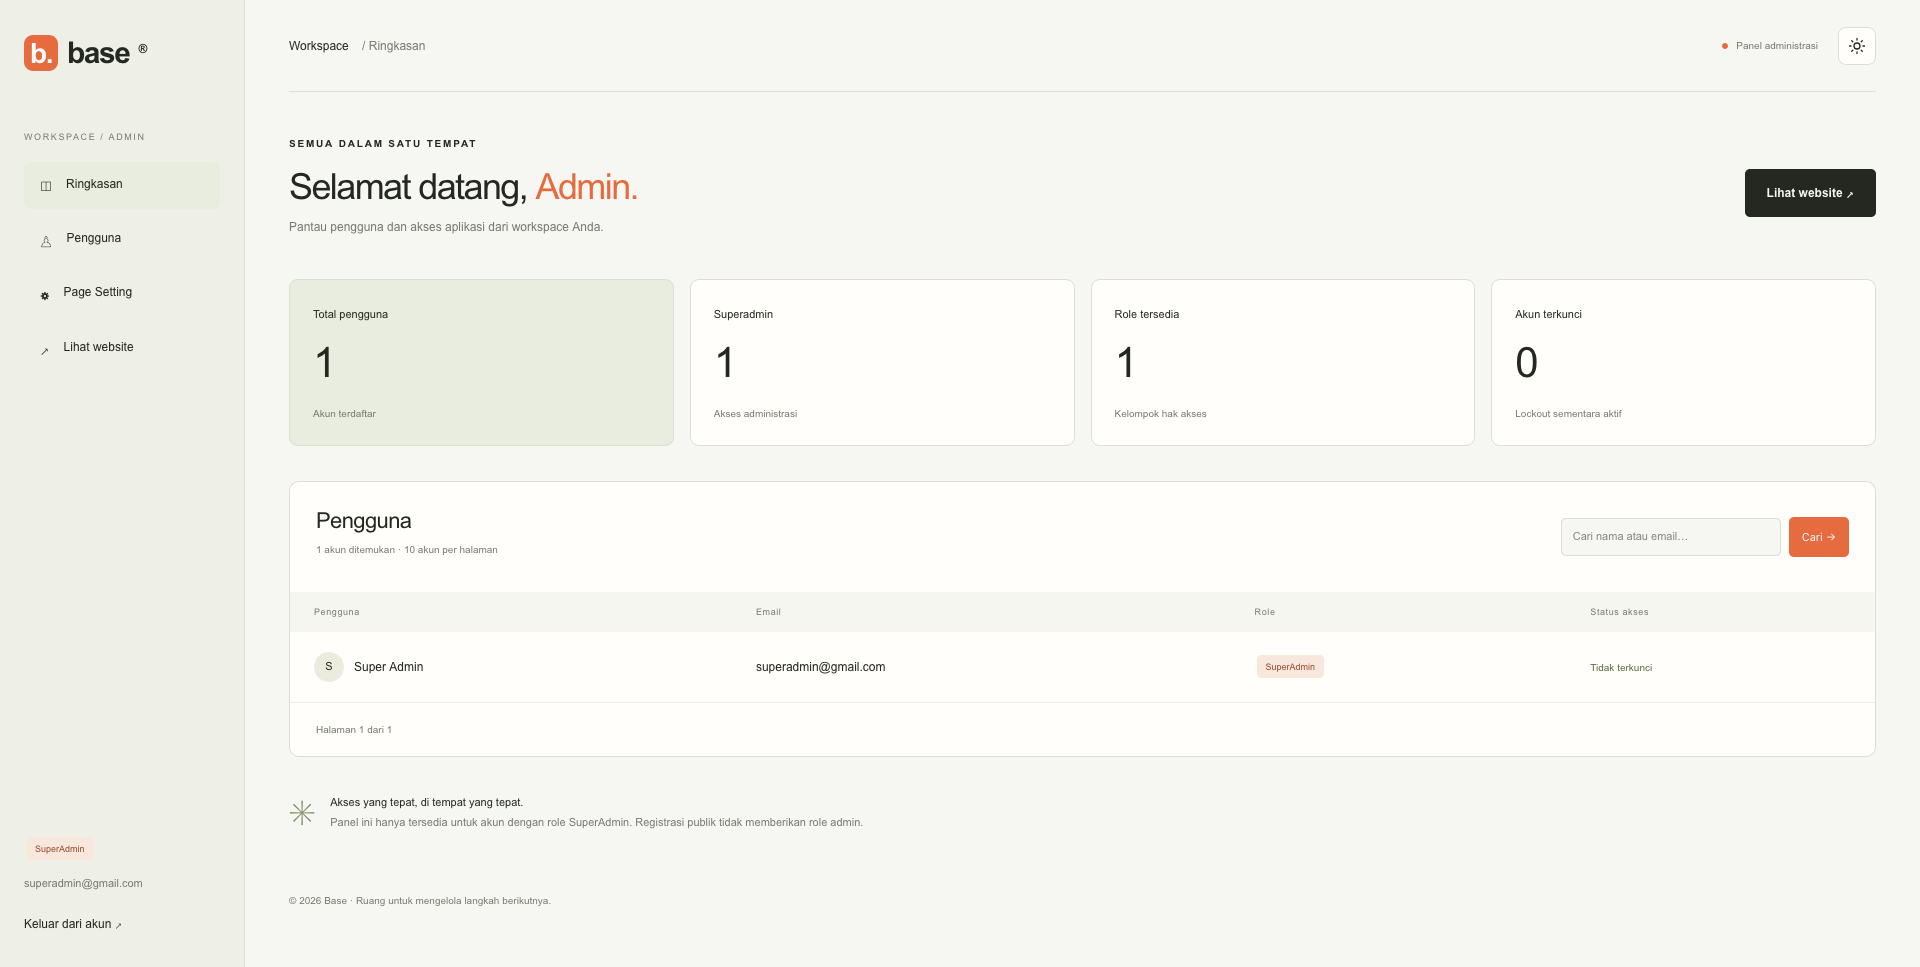 b. base ®
WORKSPACE / ADMIN
Ringkasan
Pengguna
Page Setting
Lihat website
SuperAdmin
superadmin@gmail.com
Keluar dari akun ↗
Workspace / Ringkasan
Panel administrasi
SEMUA DALAM SATU TEMPAT
Selamat datang, Admin.
Pantau pengguna dan akses aplikasi dari workspace Anda.
Lihat website ↗
Total pengguna
1
Akun terdaftar
Superadmin
1
Akses administrasi
Role tersedia
1
Kelompok hak akses
Akun terkunci
0
Lockout sementara aktif
Pengguna
1 akun ditemukan · 10 akun per halaman
Cari nama atau email...
Cari →
Pengguna Email Role Status akses
S Super Admin superadmin@gmail.com SuperAdmin Tidak terkunci
Halaman 1 dari 1
Akses yang tepat, di tempat yang tepat.
Panel ini hanya tersedia untuk akun dengan role SuperAdmin. Registrasi publik tidak memberikan role admin.
© 2026 Base · Ruang untuk mengelola langkah berikutnya.